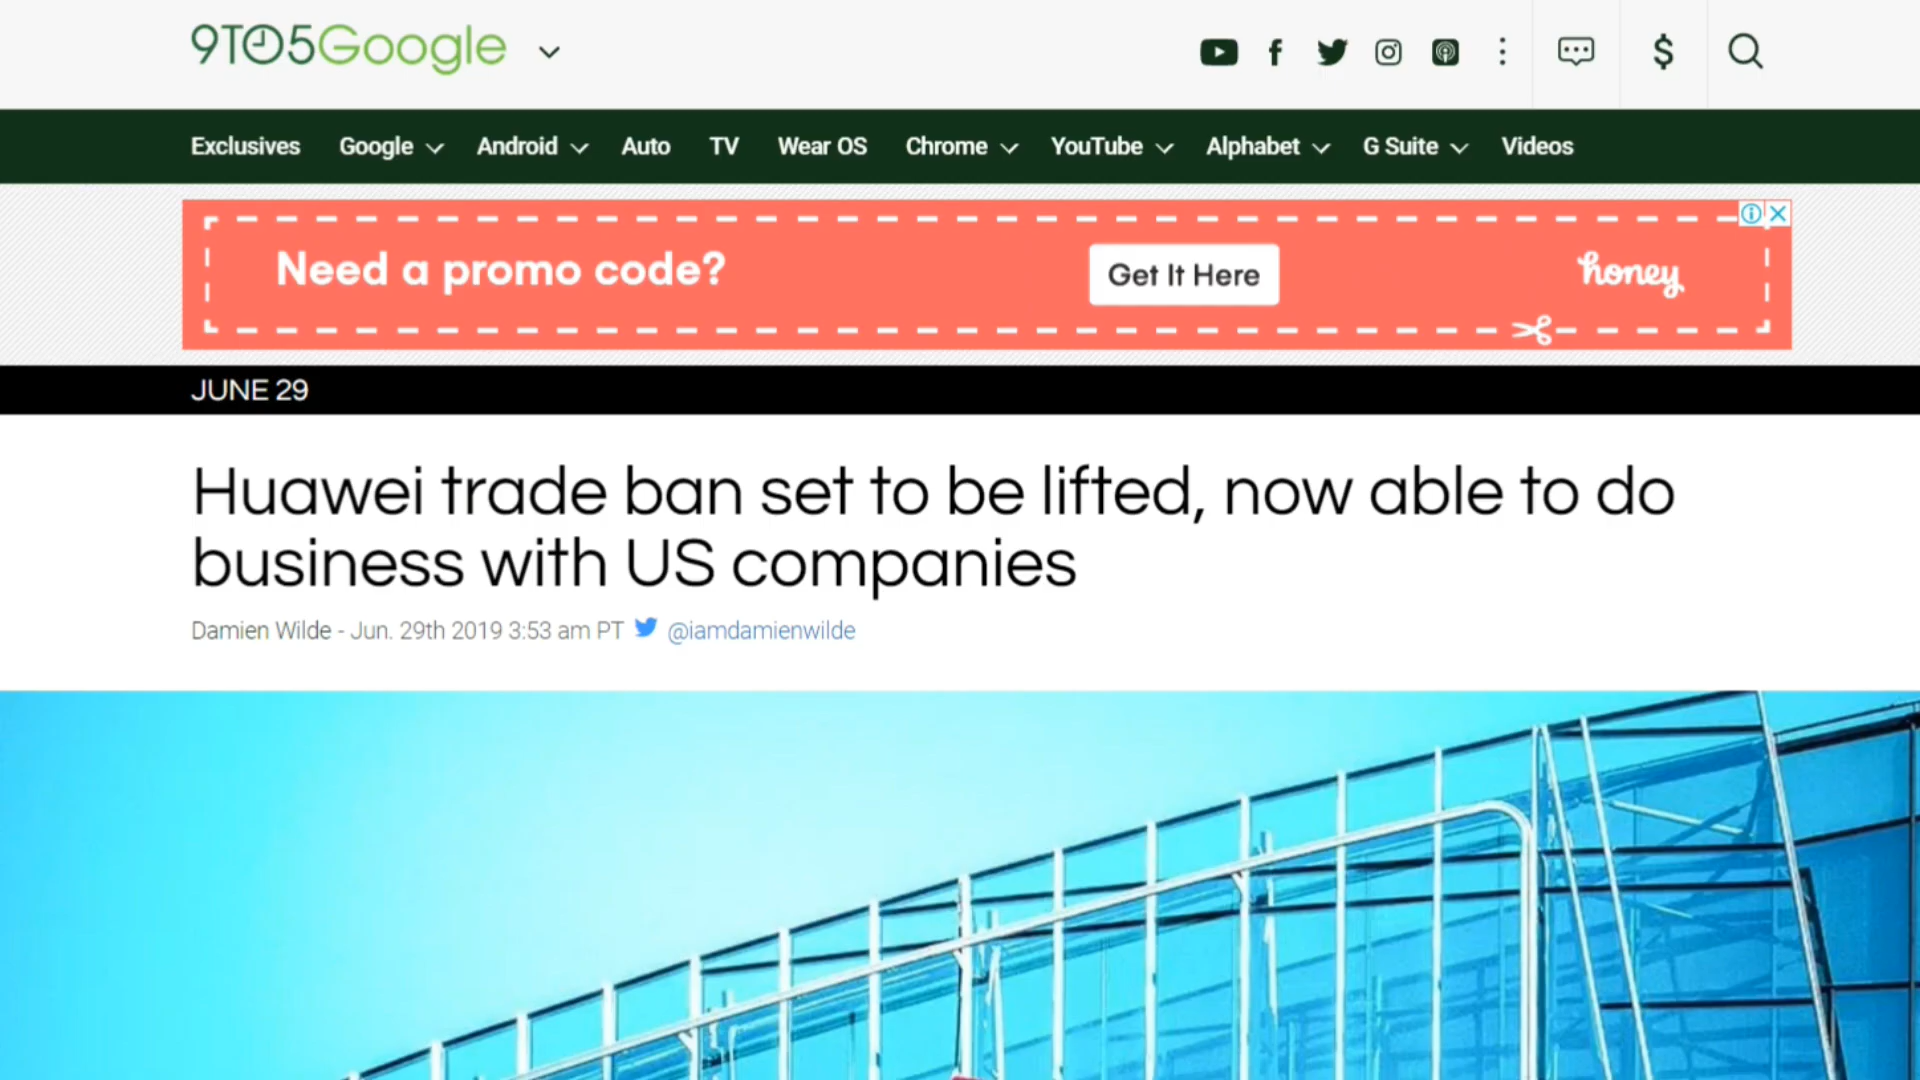 9TO5Google
Exclusives Google Android Auto TV Wear OS Chrome YouTube Alphabet G Suite Videos
Need a promo code?
Get It Here
honey
JUNE 29
Huawei trade ban set to be lifted, now able to do
business with US companies
Damien Wilde - Jun. 29th 2019 3:53 am PT @iamdamienwilde